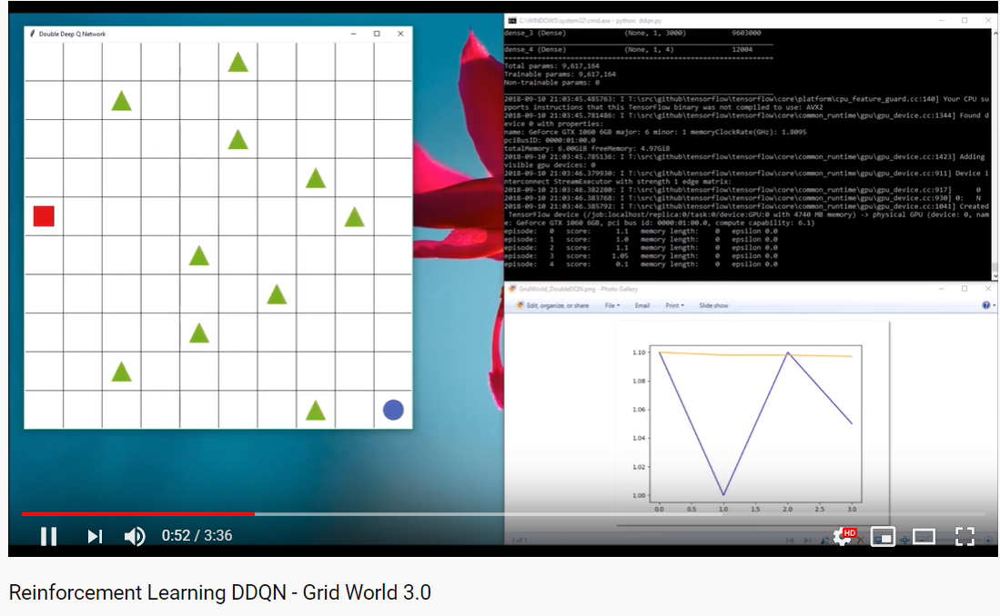 Double Deep Q Network
C:\WINDOWS\system32\cmd.exe - python ddqn.py
dense_3 (Dense) (None, 1, 3000) 9603000
dense_4 (Dense) (None, 1, 4) 12004
Total params: 9,617,164
Trainable params: 9,617,164
Non-trainable params: 0
2018-09-10 21:03:45.485763: I T:\src\github\tensorflow\tensorflow\core\platform\cpu_feature_guard.cc:140] Your CPU su
pports instructions that this TensorFlow binary was not compiled to use: AVX2
2018-09-10 21:03:45.781486: I T:\src\github\tensorflow\tensorflow\core\common_runtime\gpu\gpu_device.cc:1344] Found d
evice 0 with properties:
name: GeForce GTX 1060 6GB major: 6 minor: 1 memoryClockRate(GHz): 1.8095
pciBusID: 0000:01:00.0
totalMemory: 6.00GiB freeMemory: 4.97GiB
2018-09-10 21:03:45.785136: I T:\src\github\tensorflow\tensorflow\core\common_runtime\gpu\gpu_device.cc:1423] Adding
visible gpu devices: 0
2018-09-10 21:03:46.379930: I T:\src\github\tensorflow\tensorflow\core\common_runtime\gpu\gpu_device.cc:911] Device i
nterconnect StreamExecutor with strength 1 edge matrix:
2018-09-10 21:03:46.382280: I T:\src\github\tensorflow\tensorflow\core\common_runtime\gpu\gpu_device.cc:917] 0
2018-09-10 21:03:46.383768: I T:\src\github\tensorflow\tensorflow\core\common_runtime\gpu\gpu_device.cc:930] 0: N
2018-09-10 21:03:46.385792: I T:\src\github\tensorflow\tensorflow\core\common_runtime\gpu\gpu_device.cc:1041] Created
TensorFlow device (/job:localhost/replica:0/task:0/device:GPU:0 with 4740 MB memory) -> physical GPU (device: 0, nam
e: GeForce GTX 1060 6GB, pci bus id: 0000:01:00.0, compute capability: 6.1)
episode: 0 score: 1.1 memory length: 0 epsilon 0.0
episode: 1 score: 1.0 memory length: 0 epsilon 0.0
episode: 2 score: 1.1 memory length: 0 epsilon 0.0
episode: 3 score: 1.05 memory length: 0 epsilon 0.0
episode: 4 score: 0.1 memory length: 0 epsilon 0.0
GridWorld_DoubleDQN.png - Photo Gallery
Edit, organize, or share File Email Print Slide show
1.10
1.08
1.06
1.04
1.02
1.00
0.0 0.5 1.0 1.5 2.0 2.5 3.0
1 of 1
0:52 / 3:36
HD
Reinforcement Learning DDQN - Grid World 3.0